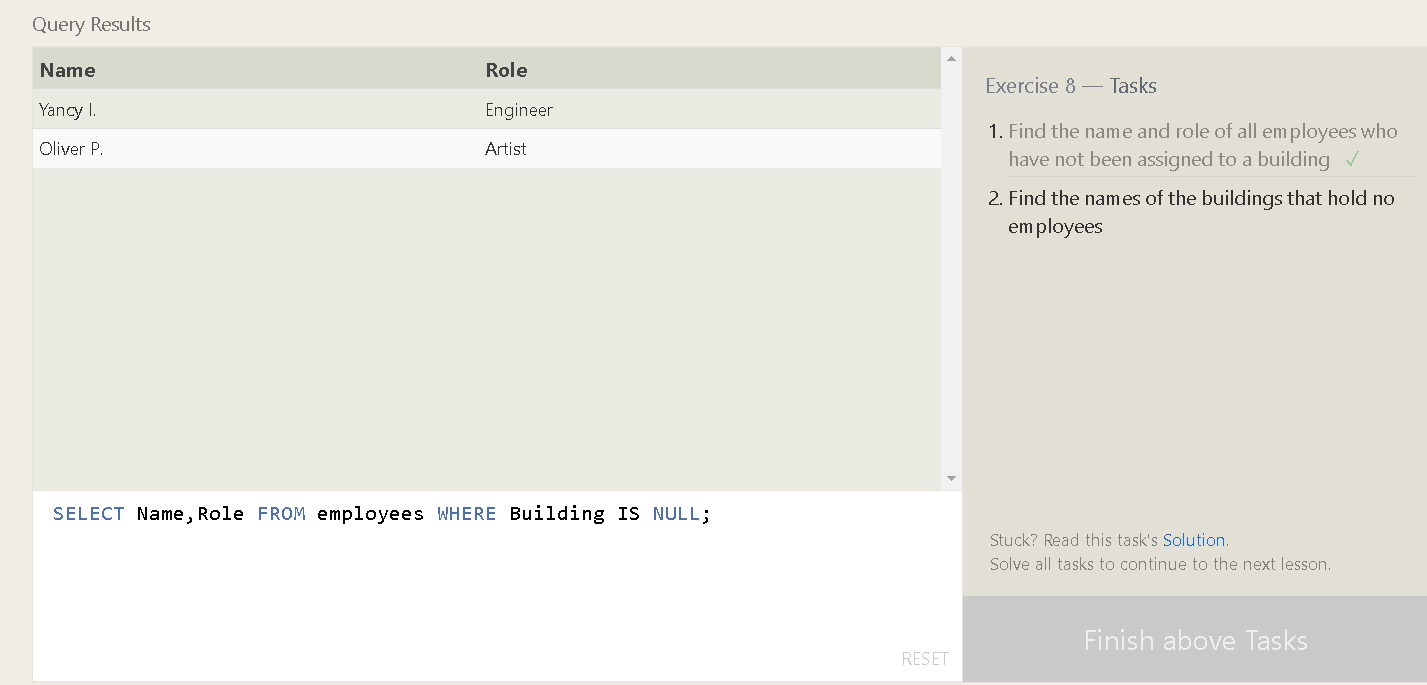 Query Results
Name Role
Yancy I. Engineer
Oliver P. Artist
SELECT Name,Role FROM employees WHERE Building IS NULL;
RESET
Exercise 8 — Tasks
1. Find the name and role of all employees who
have not been assigned to a building ✓
2. Find the names of the buildings that hold no
employees
Stuck? Read this task's Solution.
Solve all tasks to continue to the next lesson.
Finish above Tasks